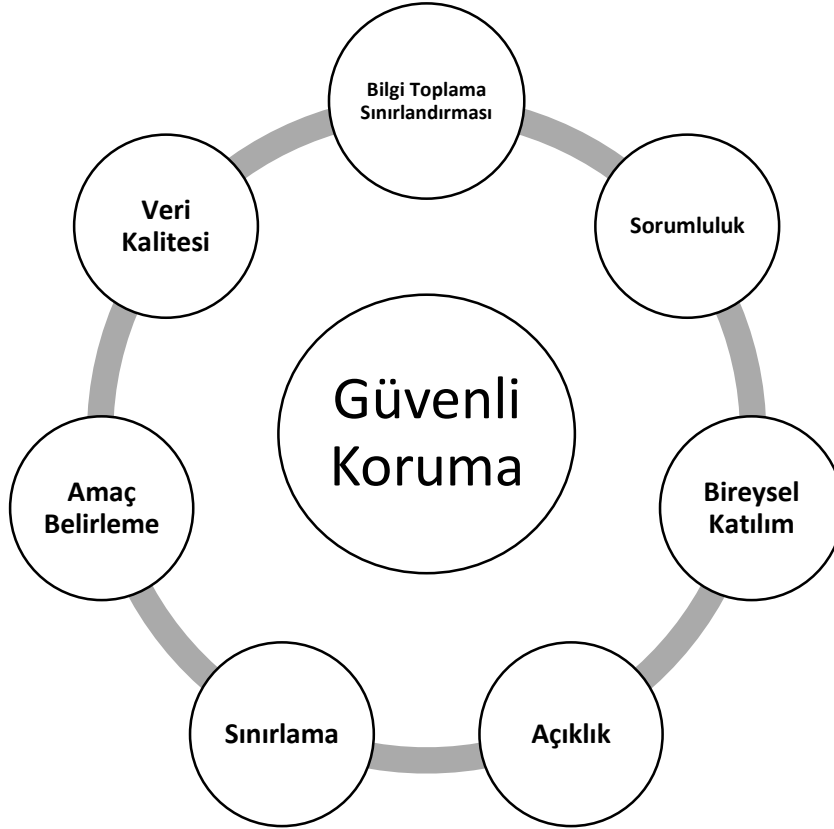 Bilgi Toplama
Sınırlandırması
Sorumluluk
Bireysel
Katılım
Açıklık
Sınırlama
Amaç
Belirleme
Veri
Kalitesi
Güvenli
Koruma